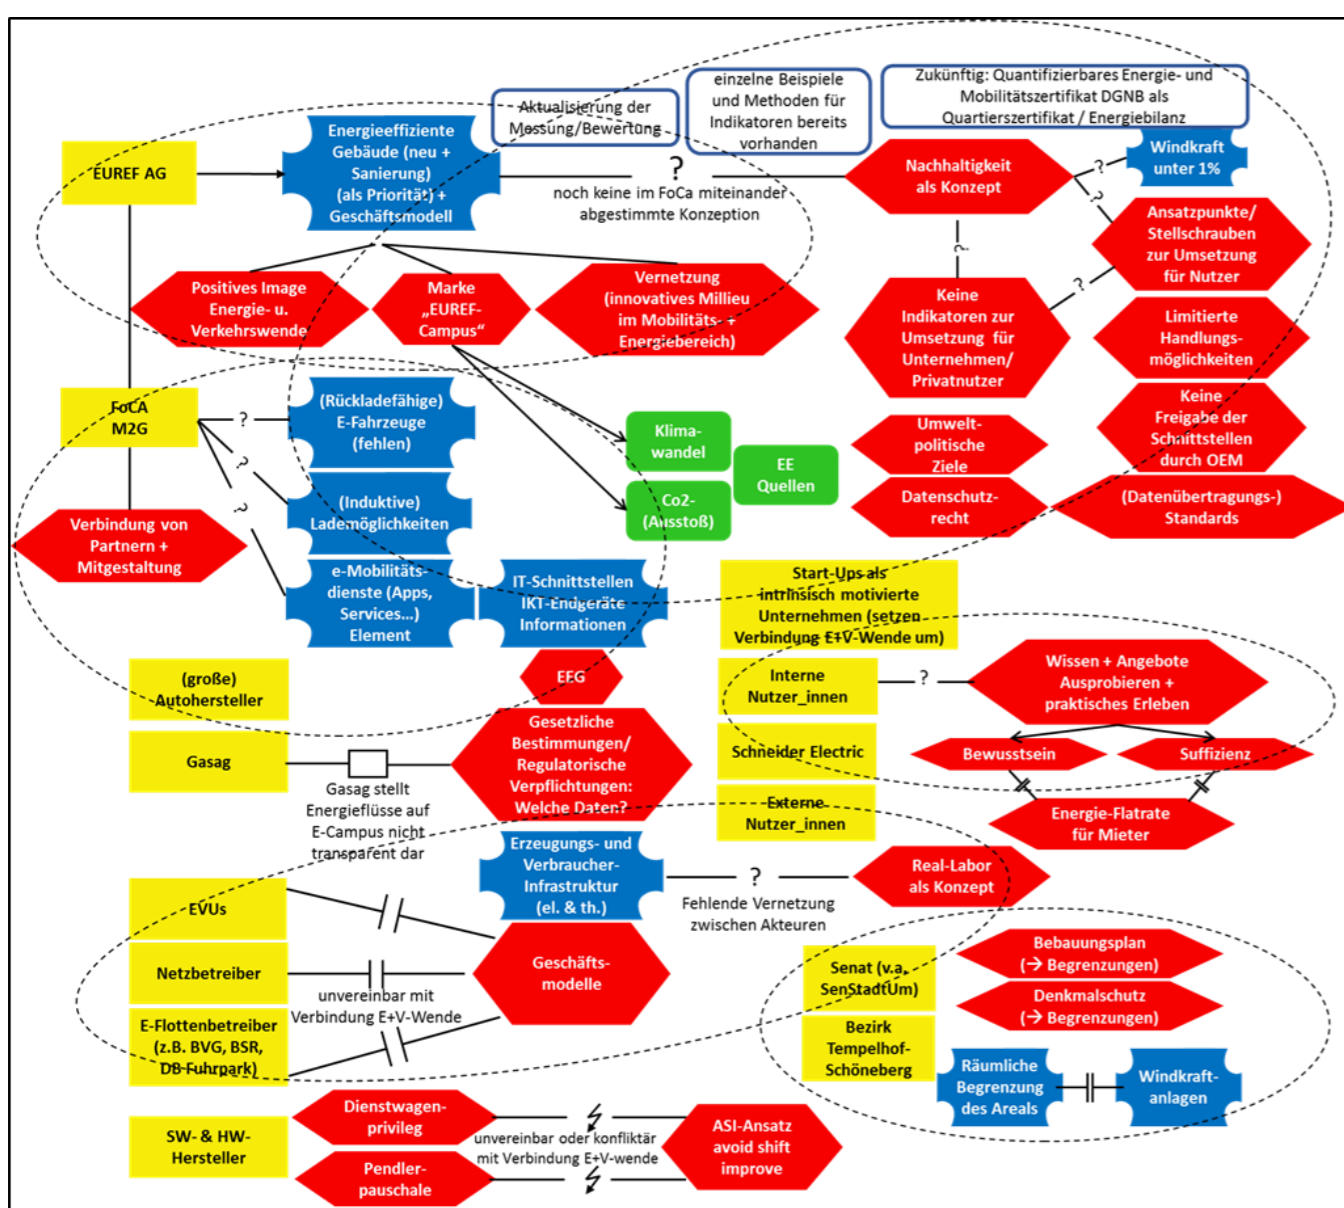 Aktualisierung der
Messung/Bewertung
einzelne Beispiele
und Methoden für
Indikatoren bereits
vorhanden
Zukünftig: Quantifizierbares Energie- und
Mobilitätszertifikat DGNB als
Quartierszertifikat / Energiebilanz
EUREF AG
Energieeffiziente
Gebäude (neu +
Sanierung)
(als Priorität) +
Geschäftsmodell
?
noch keine im FoCa miteinander
abgestimmte Konzeption
Nachhaltigkeit
als Konzept
?
Windkraft
unter 1%
?
?
Ansatzpunkte/
Stellschrauben
zur Umsetzung
für Nutzer
?
Positives Image
Energie- u.
Verkehrswende
Marke
„EUREF-
Campus“
Vernetzung
(innovatives Millieu
im Mobilitäts- +
Energiebereich)
Keine
Indikatoren zur
Umsetzung für
Unternehmen/
Privatnutzer
Limitierte
Handlungs-
möglichkeiten
FoCA
M2G
?
?
?
(Rückladefähige)
E-Fahrzeuge
(fehlen)
Klima-
wandel
EE
Quellen
Co2-
(Ausstoß)
Umwelt-
politische
Ziele
Keine
Freigabe der
Schnittstellen
durch OEM
Datenschutz-
recht
(Datenübertragungs-)
Standards
(Induktive)
Lademöglichkeiten
Verbindung von
Partnern +
Mitgestaltung
e-Mobilitäts-
dienste (Apps,
Services...)
Element
IT-Schnittstellen
IKT-Endgeräte
Informationen
Start-Ups als
intrinsisch motivierte
Unternehmen (setzen
Verbindung E+V-Wende um)
(große)
Autohersteller
EEG
Interne
Nutzer_innen
?
Wissen + Angebote
Ausprobieren +
praktisches Erleben
Gasag
Gasag stellt
Energieflüsse auf
E-Campus nicht
transparent dar
Gesetzliche
Bestimmungen/
Regulatorische
Verpflichtungen:
Welche Daten?
Schneider Electric
Bewusstsein
Suffizienz
Externe
Nutzer_innen
Energie-Flatrate
für Mieter
Erzeugungs- und
Verbraucher-
Infrastruktur
(el. & th.)
?
Fehlende Vernetzung
zwischen Akteuren
Real-Labor
als Konzept
EVUs
Netzbetreiber
unvereinbar mit
Verbindung E+V-Wende
Geschäfts-
modelle
E-Flottenbetreiber
(z.B. BVG, BSR,
DB Fuhrpark)
Senat (v.a.
SenStadtUm)
Bebauungsplan
(→ Begrenzungen)
Denkmalschutz
(→ Begrenzungen)
Bezirk
Tempelhof-
Schöneberg
Räumliche
Begrenzung
des Areals
Windkraft-
anlagen
SW- & HW-
Hersteller
Dienstwagen-
privileg
unvereinbar oder konfliktär
mit Verbindung E+V-wende
Pendler-
pauschale
ASI-Ansatz
avoid shift
improve